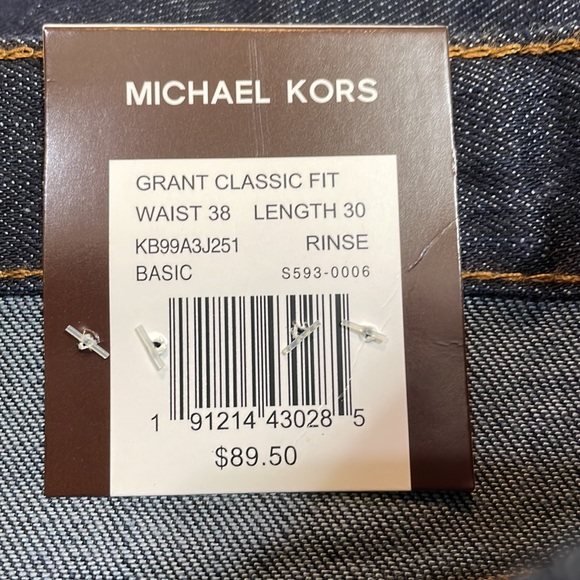 MICHAEL KORS
GRANT CLASSIC FIT
WAIST 38 LENGTH 30
KB99A3J251 RINSE
BASIC S593-0006
1 91214 43028 5
$89.50